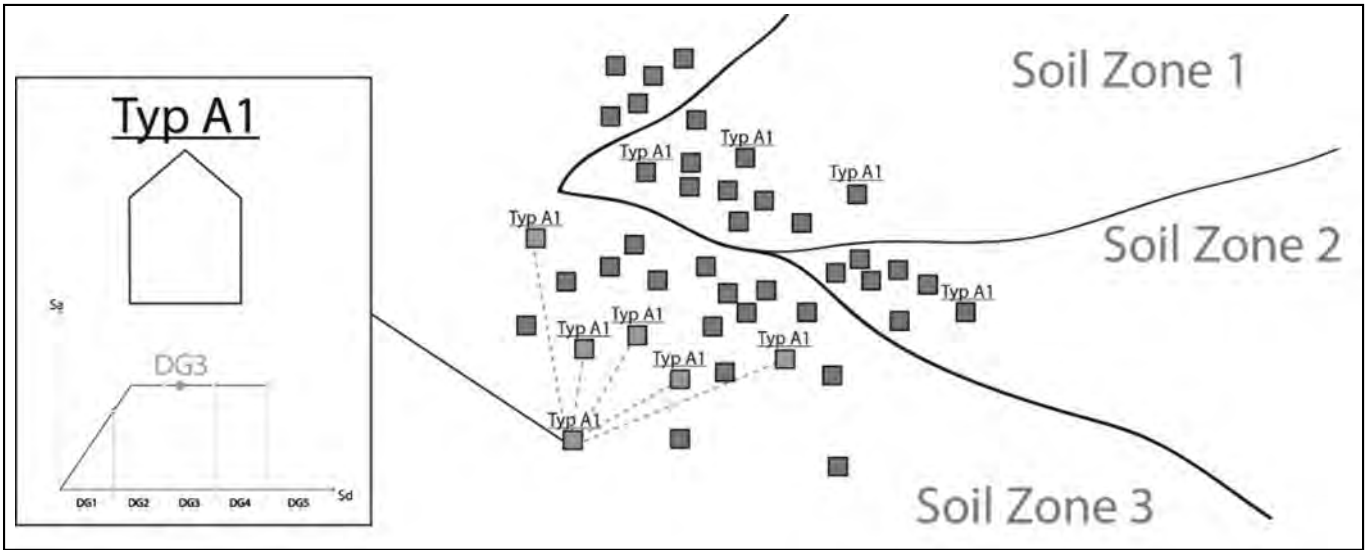 Typ A1
Sa
DG3
Sd
DG1 DG2 DG3 DG4 DG5
Soil Zone 1
Typ A1
Typ A1
Typ A1
Typ A1
Soil Zone 2
Typ A1
Typ A1
Typ A1
Typ A1
Typ A1
Typ A1
Soil Zone 3